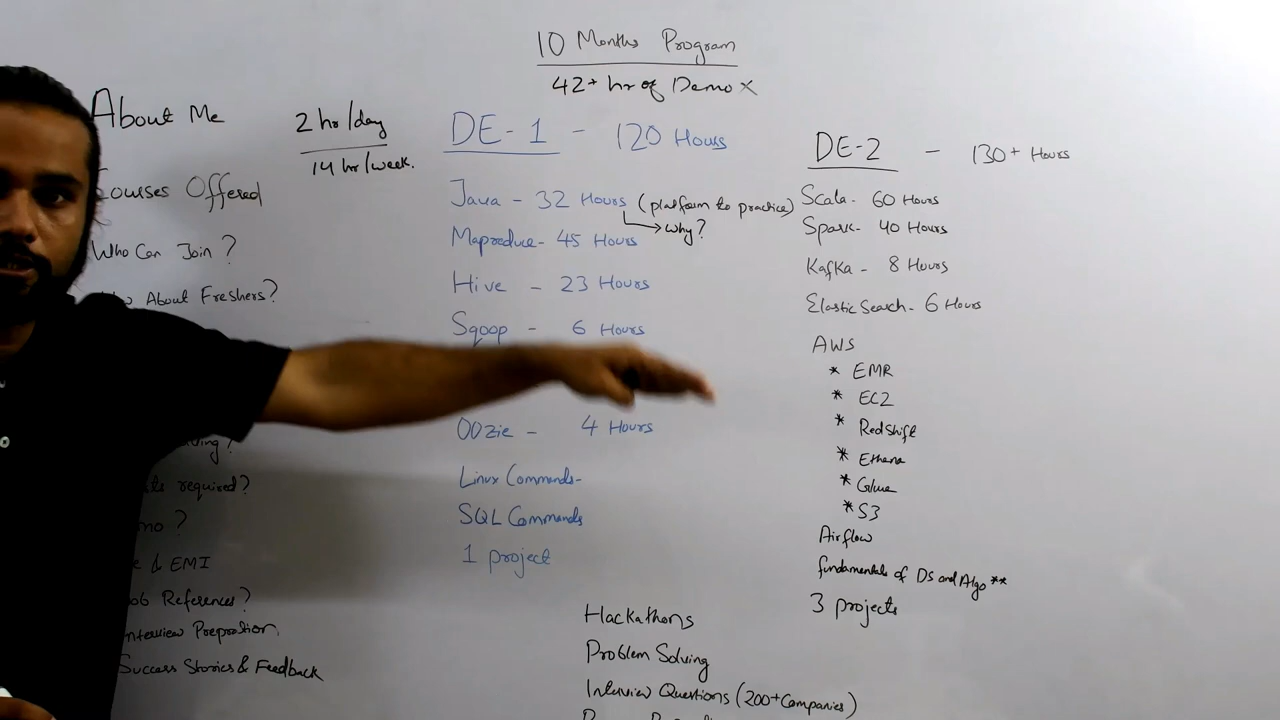 10 Months Program
42+ hr of Demo X
About Me
Courses Offered
Who Can Join ?
About Freshers?
required?
& EMI
References?
Interview Prepration
Success Stories & Feedback
2 hr/day
14 hr/week.
DE-1 - 120 Hours
Java - 32 Hours (platform to practice)
why?
Mapreduce - 45 Hours
Hive - 23 Hours
Sqoop - 6 Hours
OOzie - 4 Hours
Linux Commands-
SQL Commands
1 project
DE-2 - 130+ Hours
Scala - 60 Hours
Spark - 40 Hours
Kafka - 8 Hours
Elastic Search - 6 Hours
AWS
* EMR
* EC2
* Redshift
* Ethena
* Glue
* S3
Airflow
fundamentals of DS and Algo **
3 projects
Hackathons
Problem Solving
Interview Questions (200+ Companies)